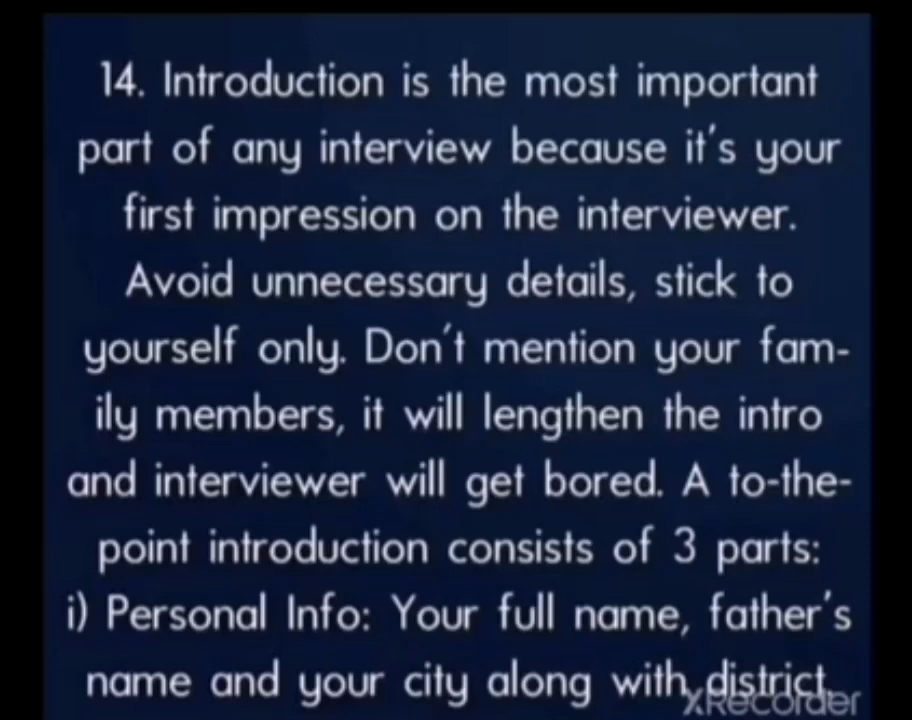 14. Introduction is the most important
part of any interview because it's your
first impression on the interviewer.
Avoid unnecessary details, stick to
yourself only. Don't mention your fam-
ily members, it will lengthen the intro
and interviewer will get bored. A to-the-
point introduction consists of 3 parts:
i) Personal Info: Your full name, father's
name and your city along with district.
XRecorder